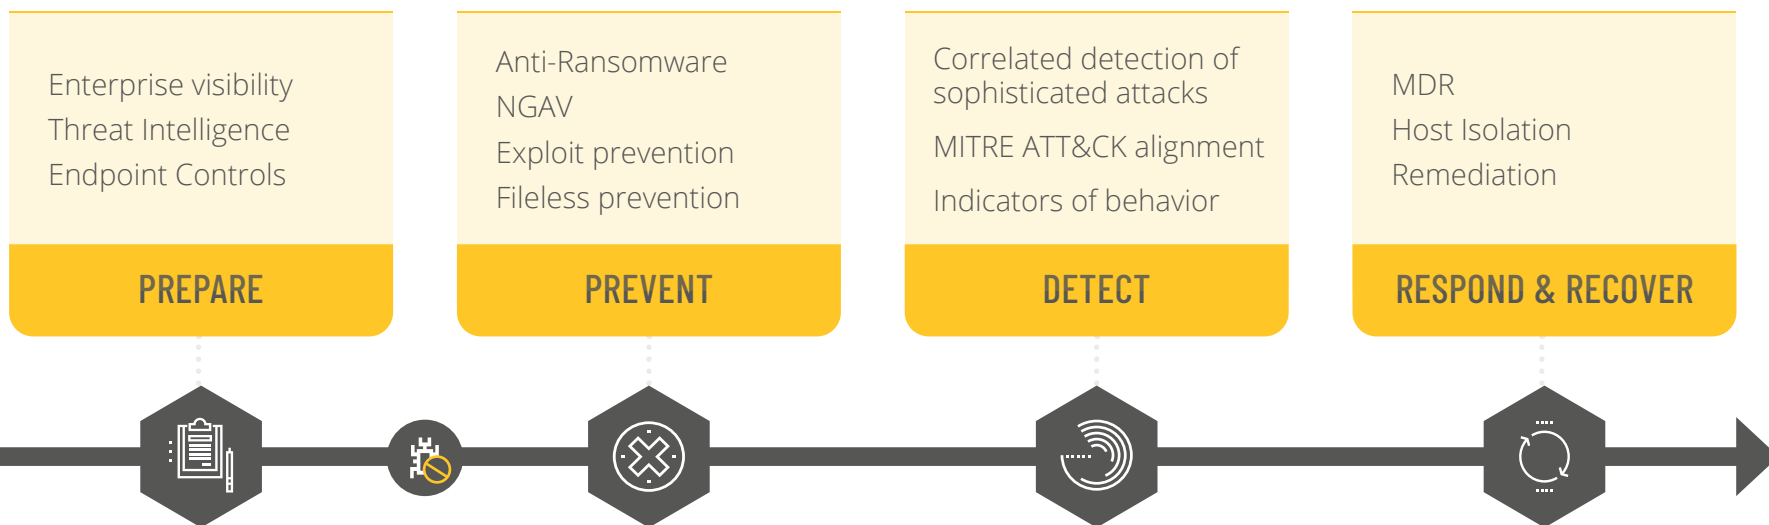 Enterprise visibility
Threat Intelligence
Endpoint Controls
PREPARE
Anti-Ransomware
NGAV
Exploit prevention
Fileless prevention
PREVENT
Correlated detection of
sophisticated attacks
MITRE ATT&CK alignment
Indicators of behavior
DETECT
MDR
Host Isolation
Remediation
RESPOND & RECOVER